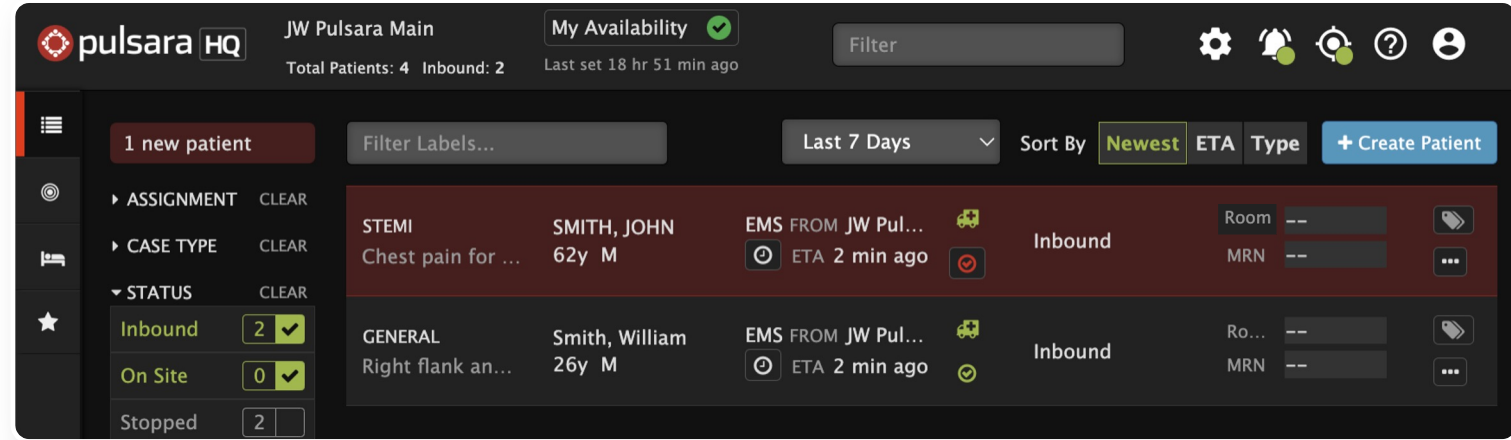 pulsara HQ
JW Pulsara Main
Total Patients: 4 Inbound: 2
My Availability
Last set 18 hr 51 min ago
Filter
1 new patient
Filter Labels...
Last 7 Days
Sort By Newest ETA Type
+ Create Patient
ASSIGNMENT CLEAR
CASE TYPE CLEAR
STATUS CLEAR
Inbound 2
On Site 0
Stopped 2
STEMI
Chest pain for ...
SMITH, JOHN
62y M
EMS FROM JW Pul...
ETA 2 min ago
Inbound
Room --
MRN --
GENERAL
Right flank an...
Smith, William
26y M
EMS FROM JW Pul...
ETA 2 min ago
Inbound
Ro... --
MRN --